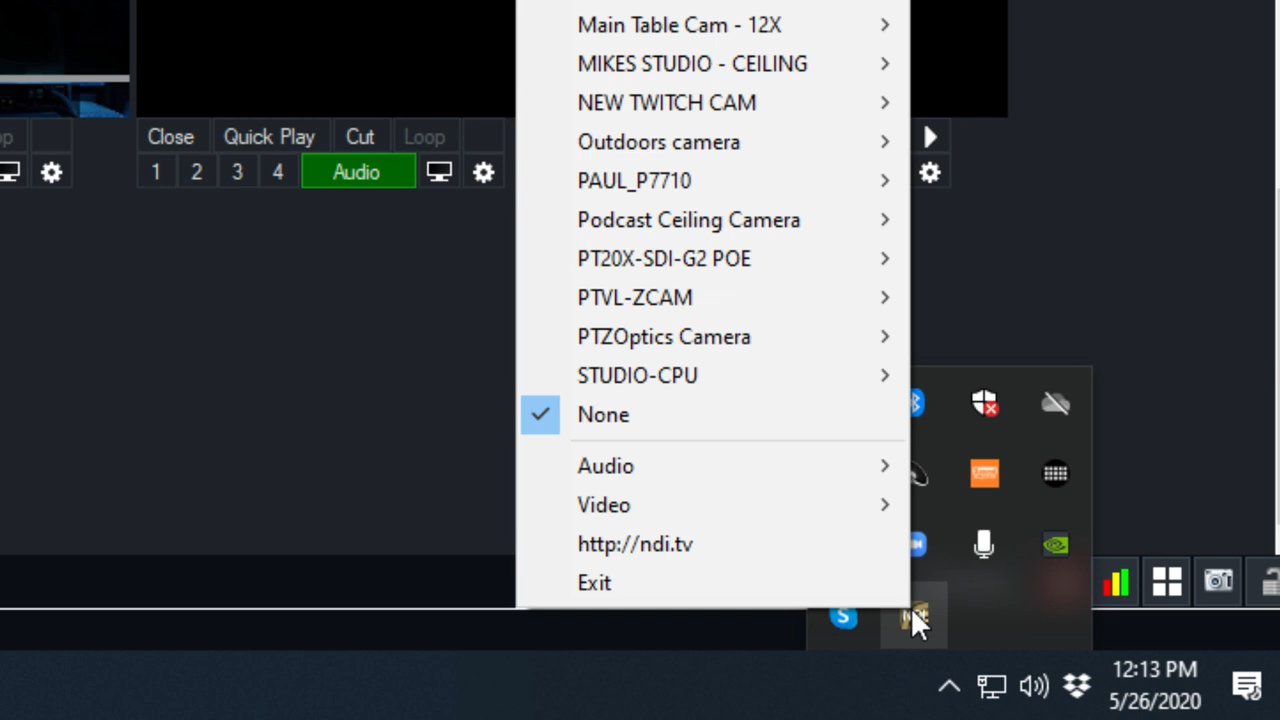 Main Table Cam - 12X
MIKES STUDIO - CEILING
NEW TWITCH CAM
Outdoors camera
PAUL_P7710
Podcast Ceiling Camera
PT20X-SDI-G2 POE
PTVL-ZCAM
PTZOptics Camera
STUDIO-CPU
None
Audio
Video
http://ndi.tv
Exit
Close Quick Play Cut Loop
1 2 3 4 Audio
S
12:13 PM
5/26/2020